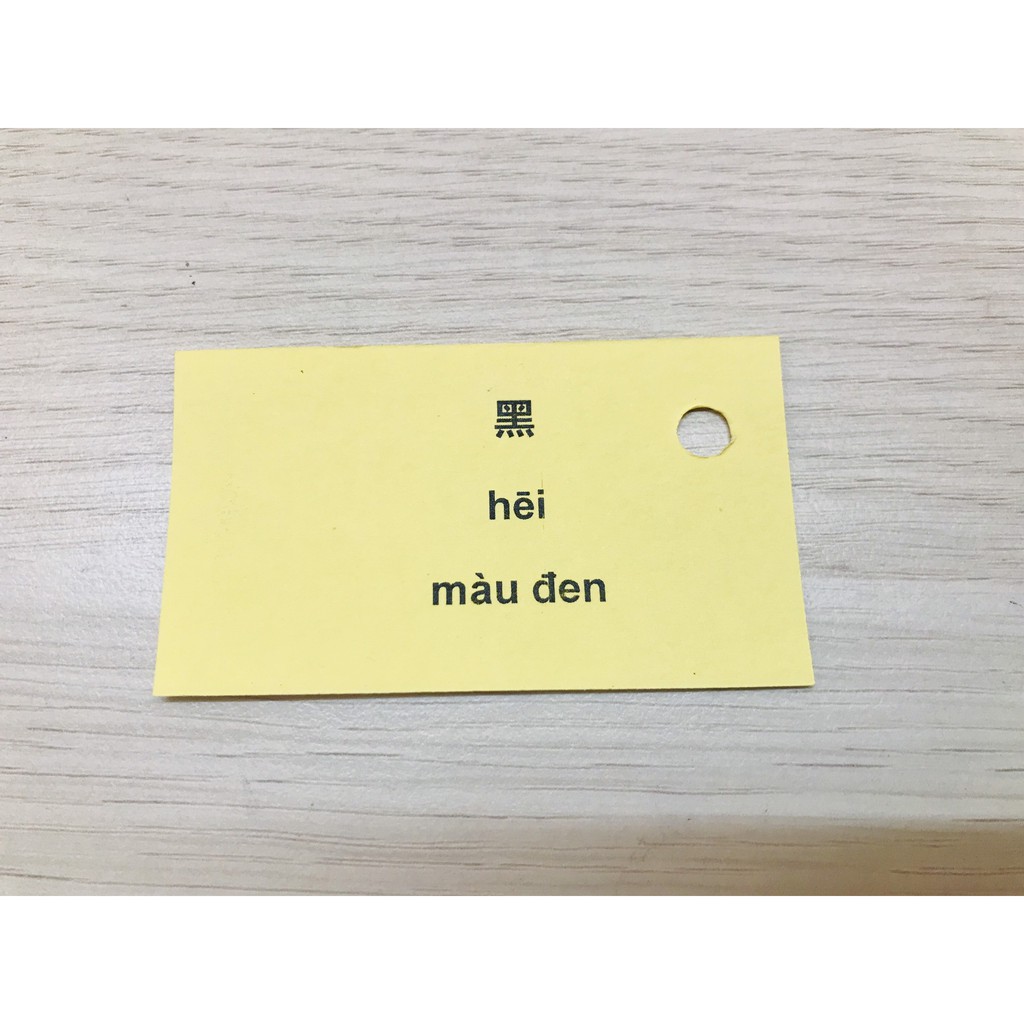 黑
hēi
màu đen